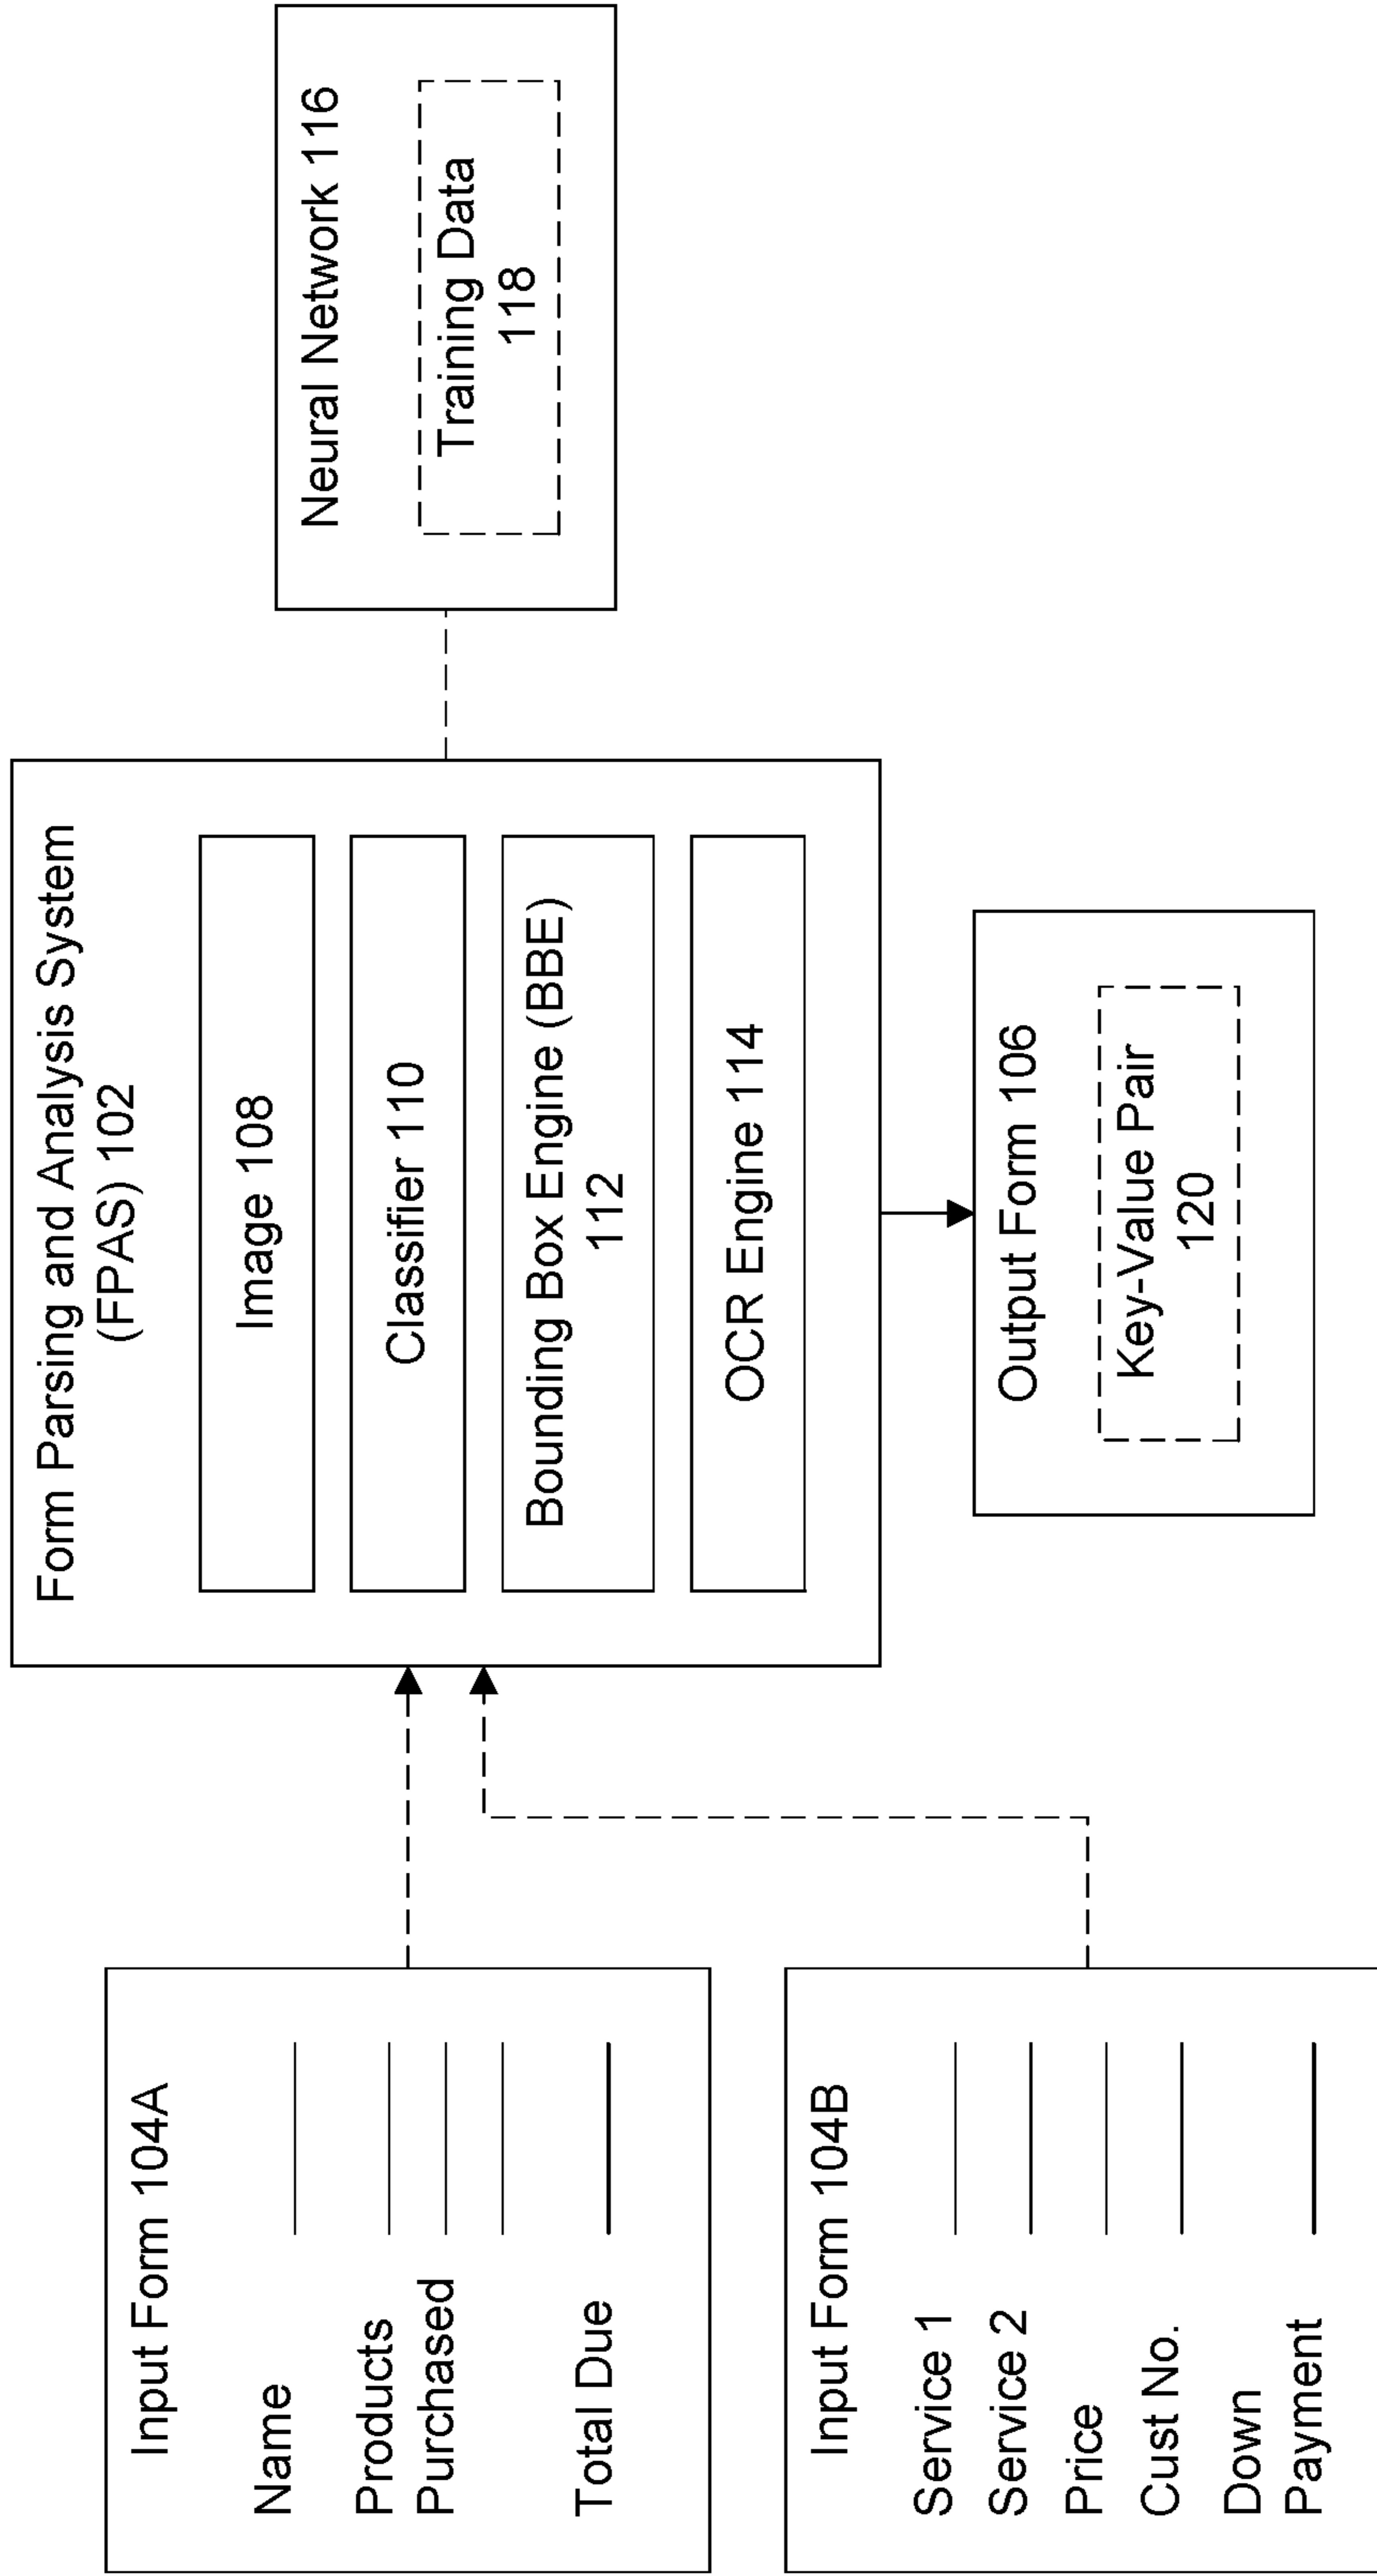 Input Form 104A
Name
Products
Purchased
Total Due
Input Form 104B
Service 1
Service 2
Price
Cust No.
Down
Payment
Form Parsing and Analysis System
(FPAS) 102
Image 108
Classifier 110
Bounding Box Engine (BBE)
112
OCR Engine 114
Output Form 106
Key-Value Pair
120
Neural Network 116
Training Data
118